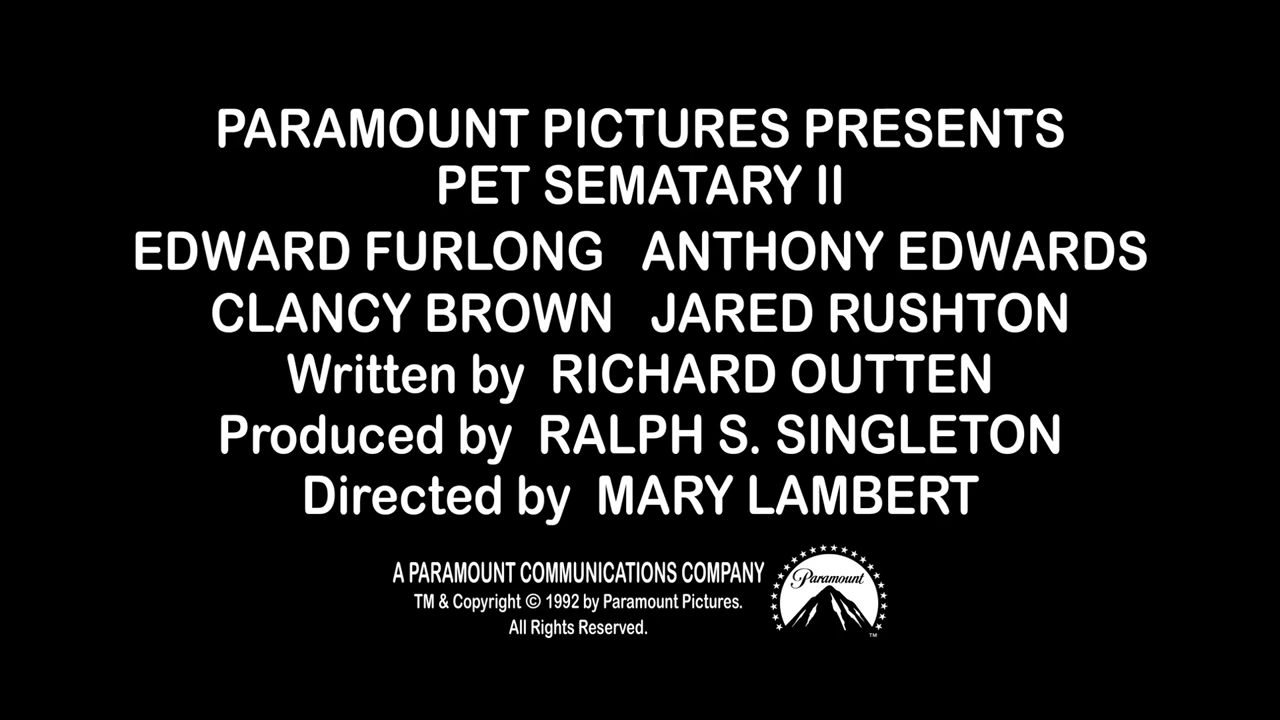 PARAMOUNT PICTURES PRESENTS
PET SEMATARY II
EDWARD FURLONG ANTHONY EDWARDS
CLANCY BROWN JARED RUSHTON
Written by RICHARD OUTTEN
Produced by RALPH S. SINGLETON
Directed by MARY LAMBERT
A PARAMOUNT COMMUNICATIONS COMPANY
TM & Copyright © 1992 by Paramount Pictures.
All Rights Reserved.
Paramount
TM